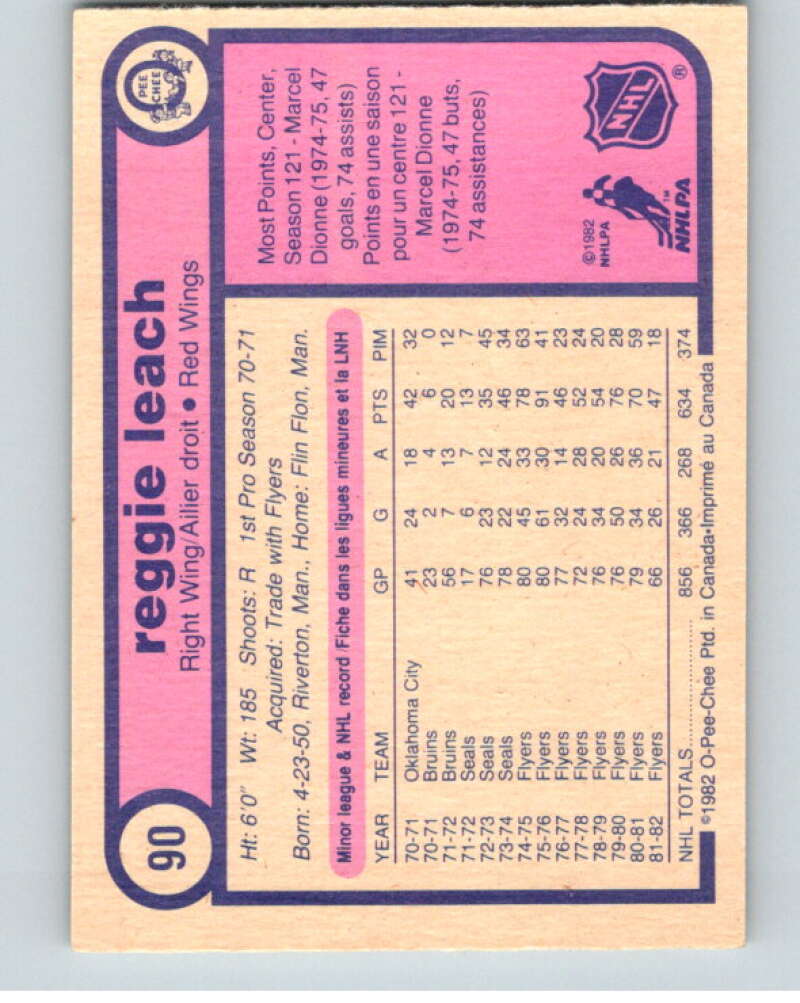 90
reggie leach
Right Wing/Ailier droit • Red Wings
O PEE CHEE
Ht: 6'0" Wt: 185 Shoots: R 1st Pro Season 70-71
Acquired: Trade with Flyers
Born: 4-23-50, Riverton, Man., Home: Flin Flon, Man.
Minor league & NHL record/Fiche dans les ligues mineures et la LNH
YEAR TEAM GP G A PTS PIM
70-71 Oklahoma City 41 24 18 42 32
70-71 Bruins 23 2 4 6 0
71-72 Bruins 56 7 13 20 12
71-72 Seals 17 6 7 13 7
72-73 Seals 76 23 12 35 45
73-74 Seals 78 22 24 46 34
74-75 Flyers 80 45 33 78 63
75-76 Flyers 80 61 30 91 41
76-77 Flyers 77 32 14 46 23
77-78 Flyers 72 24 28 52 24
78-79 Flyers 76 34 20 54 20
79-80 Flyers 76 50 26 76 28
80-81 Flyers 79 34 36 70 59
81-82 Flyers 66 26 21 47 18
NHL TOTALS.................... 856 366 268 634 374
©1982 O-Pee-Chee Ptd. in Canada•Imprimé au Canada
Most Points, Center,
Season 121 - Marcel
Dionne (1974-75, 47
goals, 74 assists)
Points en une saison
pour un centre 121 -
Marcel Dionne
(1974-75, 47 buts,
74 assistances)
©1982
NHLPA
NHLPA™
NHL®